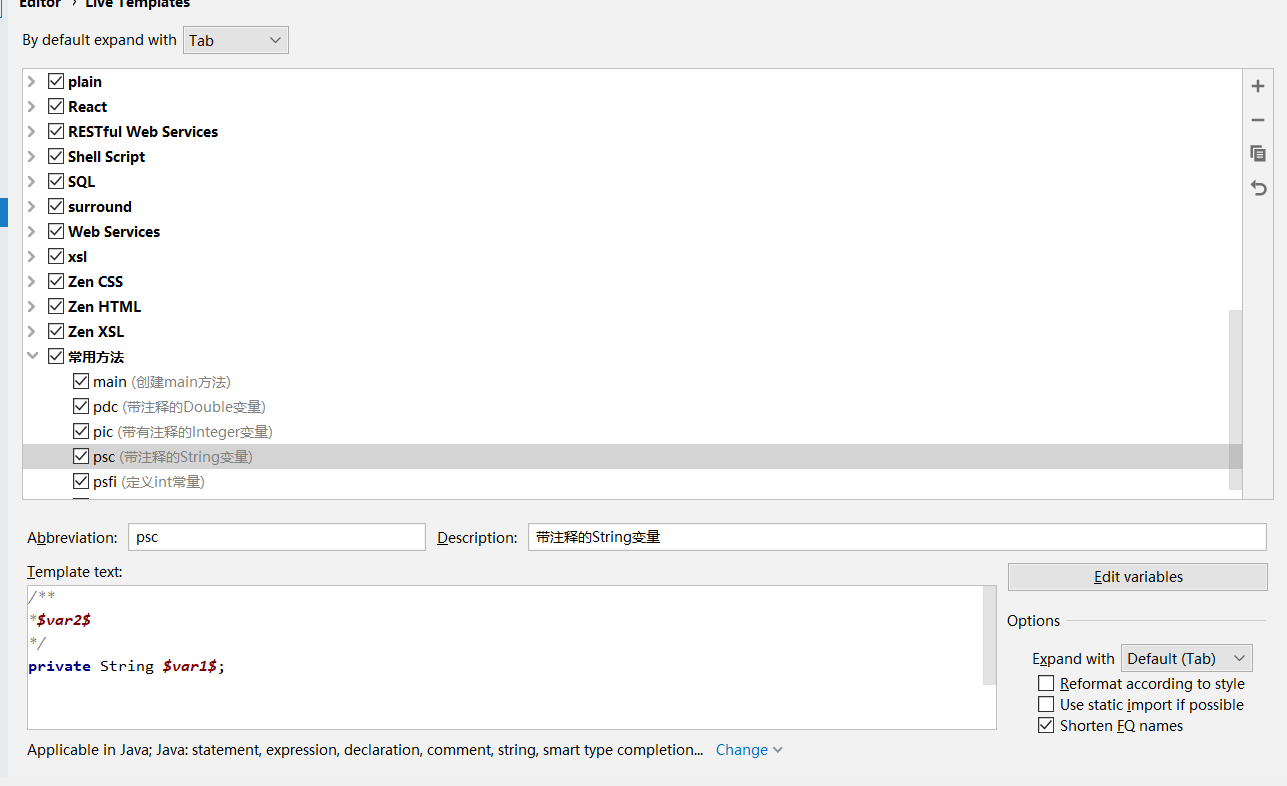 Editor › Live Templates
By default expand with Tab
plain
React
RESTful Web Services
Shell Script
SQL
surround
Web Services
xsl
Zen CSS
Zen HTML
Zen XSL
常用方法
main (创建main方法)
pdc (带注释的Double变量)
pic (带有注释的Integer变量)
psc (带注释的String变量)
psfi (定义int常量)
Abbreviation: psc Description: 带注释的String变量
Template text:
Edit variables
/**
*$var2$
*/
private String $var1$;
Options
Expand with Default (Tab)
Reformat according to style
Use static import if possible
Shorten FQ names
Applicable in Java; Java: statement, expression, declaration, comment, string, smart type completion... Change